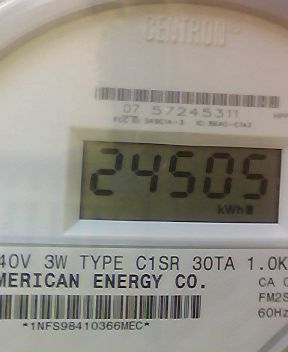 CENTRON®
07 57245311
24505
kWh
40V 3W TYPE C1SR 30TA 1.0K
MERICAN ENERGY CO.
CA
FM2S
60Hz
*1NFS98410366MEC*